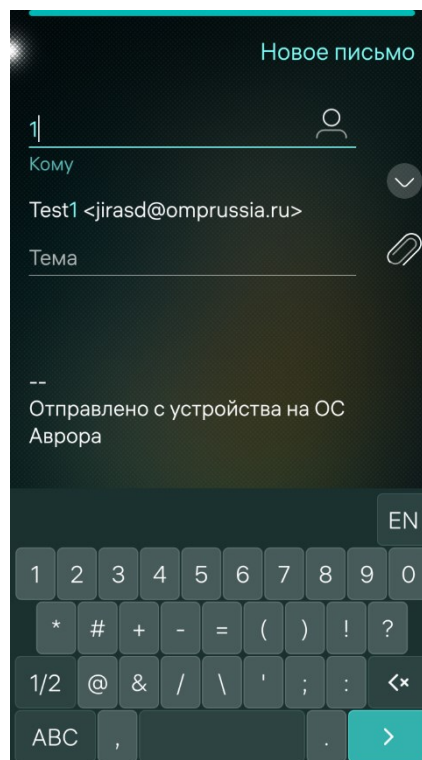 Новое письмо
1
Кому
Test1 <jirasd@omprussia.ru>
Тема
--
Отправлено с устройства на ОС
Аврора
EN
1 2 3 4 5 6 7 8 9 0
* # + - = ( ) ! ?
1/2 @ & / \ ' ; :
ABC , .